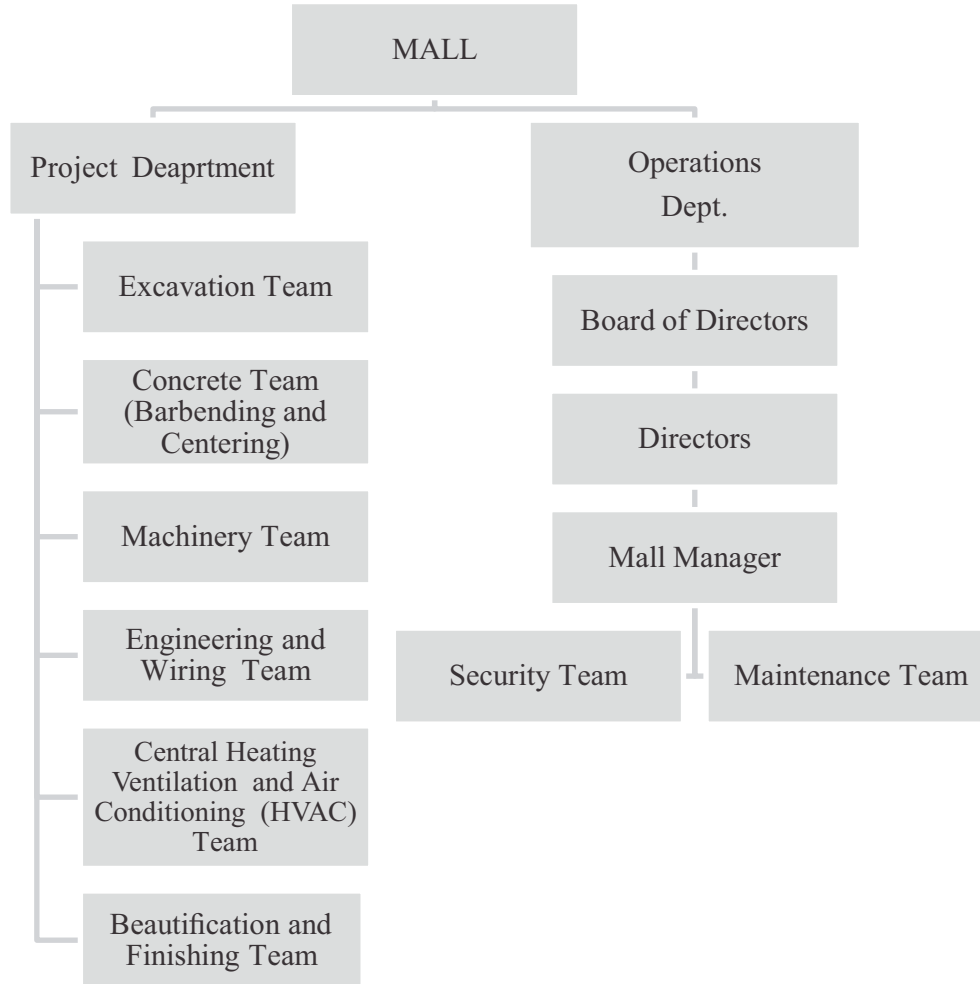 MALL
Project Deaprtment
Operations
Dept.
Excavation Team
Board of Directors
Concrete Team
(Barbending and
Centering)
Directors
Machinery Team
Mall Manager
Engineering and
Wiring Team
Security Team
Maintenance Team
Central Heating
Ventilation and Air
Conditioning (HVAC)
Team
Beautification and
Finishing Team